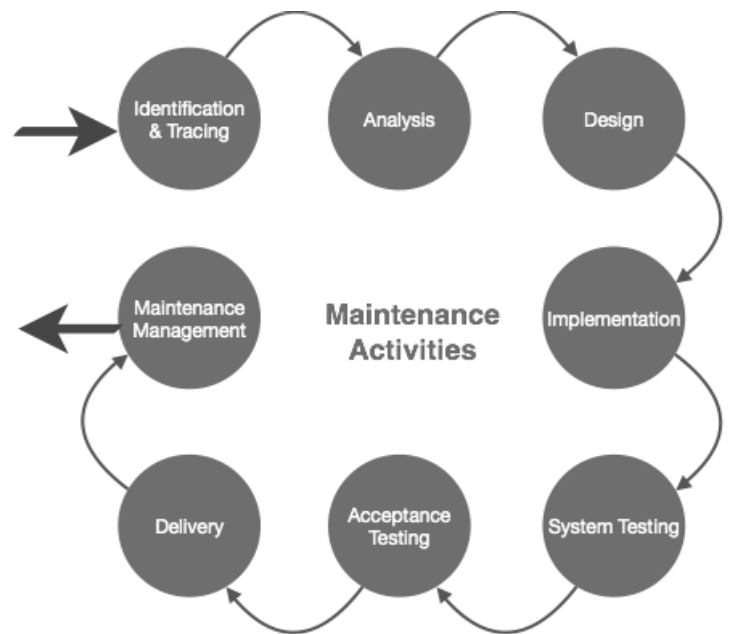 Identification
& Tracing
Analysis
Design
Maintenance
Management
Maintenance
Activities
Implementation
Delivery
Acceptance
Testing
System Testing